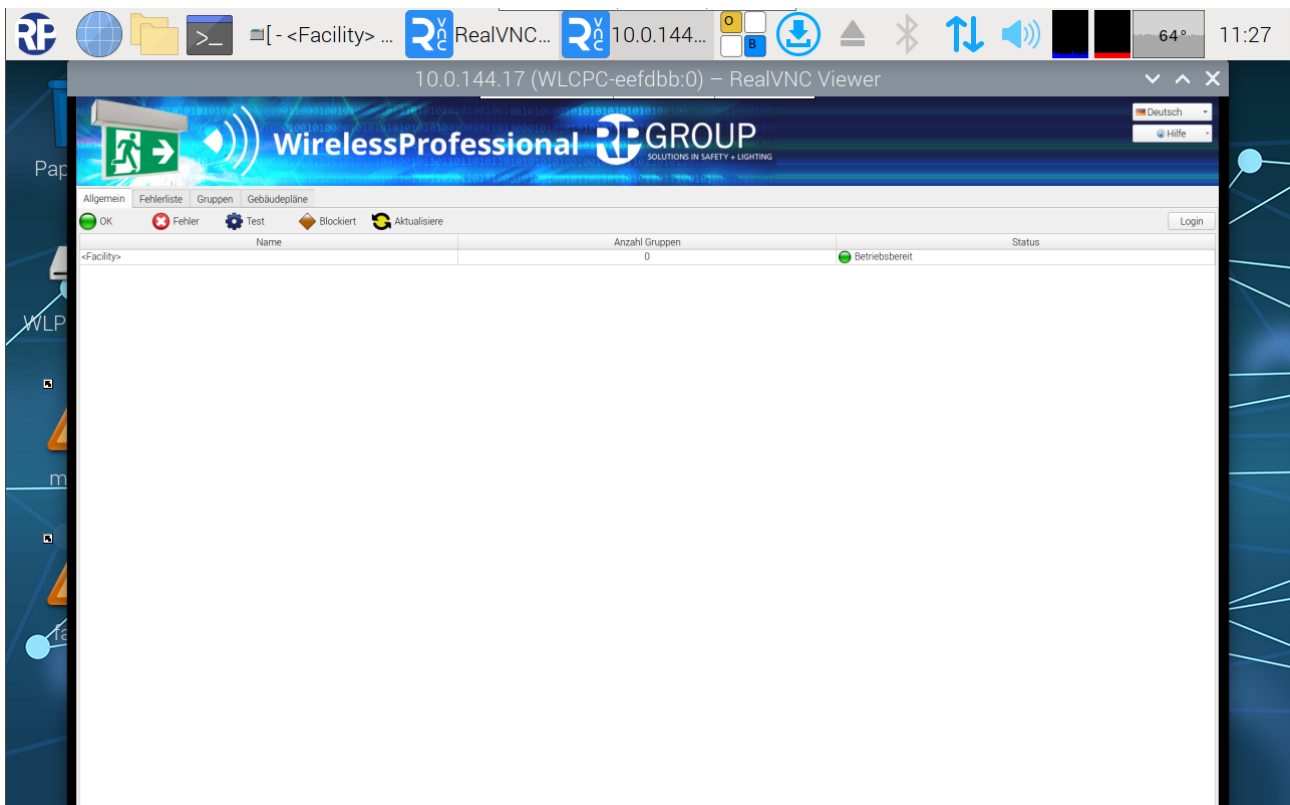 [ - <Facility> ... RealVNC... 10.0.144... O B 64° 11:27
10.0.144.17 (WLCPC-eefdbb:0) – RealVNC Viewer
Deutsch
Hilfe
WirelessProfessional RP GROUP
SOLUTIONS IN SAFETY + LIGHTING
Pap
Allgemein Fehlerliste Gruppen Gebäudepläne
OK Fehler Test Blockiert Aktualisiere Login
Name Anzahl Gruppen Status
<Facility> 0 Betriebsbereit
WLP
m
fa